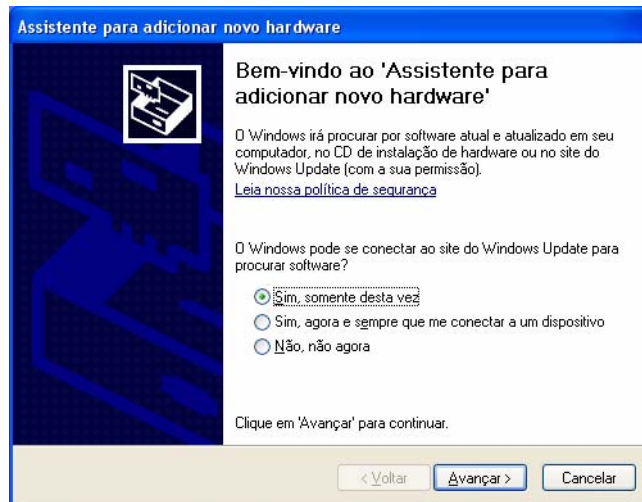 Assistente para adicionar novo hardware
Bem-vindo ao 'Assistente para
adicionar novo hardware'
O Windows irá procurar por software atual e atualizado em seu
computador, no CD de instalação de hardware ou no site do
Windows Update (com a sua permissão).
Leia nossa política de segurança
O Windows pode se conectar ao site do Windows Update para
procurar software?
Sim, somente desta vez
Sim, agora e sempre que me conectar a um dispositivo
Não, não agora
Clique em 'Avançar' para continuar.
< Voltar
Avançar >
Cancelar